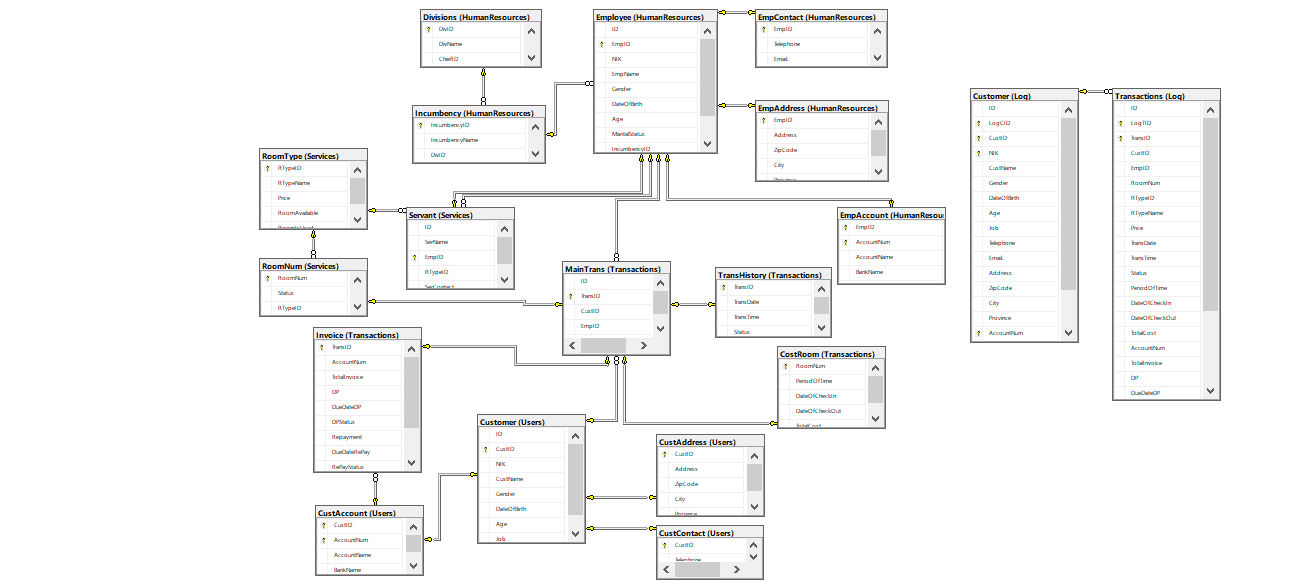 Divisions (HumanResources)
DivID
DivName
ChiefID
Employee (HumanResources)
ID
EmpID
NIK
EmpName
Gender
DateOfBirth
Age
MaritalStatus
IncumbencyID
EmpContact (HumanResources)
EmpID
Telephone
Email
Incumbency (HumanResources)
IncumbencyID
IncumbencyName
DivID
EmpAddress (HumanResources)
EmpID
Address
ZipCode
City
Province
Customer (Log)
ID
LogCID
CustID
NIK
CustName
Gender
DateOfBirth
Age
Job
Telephone
Email
Address
ZipCode
City
Province
AccountNum
Transactions (Log)
ID
LogTID
TransID
CustID
EmpID
RoomNum
RTypeID
RTypeName
Price
TransDate
TransTime
Status
PeriodOfTime
DateOfCheckIn
DateOfCheckOut
TotalCost
AccountNum
TotalInvoice
DP
DueDateDP
RoomType (Services)
RTypeID
RTypeName
Price
RoomAvailable
Servant (Services)
ID
SerName
EmpID
RTypeID
SerContact
EmpAccount (HumanResou
EmpID
AccountNum
AccountName
BankName
RoomNum (Services)
RoomNum
Status
RTypeID
MainTrans (Transactions)
ID
TransID
CustID
EmpID
TransHistory (Transactions)
TransID
TransDate
TransTime
Status
Invoice (Transactions)
TransID
AccountNum
TotalInvoice
DP
DueDateDP
DPStatus
Repayment
DueDateRePay
RePayStatus
CostRoom (Transactions)
RoomNum
PeriodOfTime
DateOfCheckIn
DateOfCheckOut
TotalCost
Customer (Users)
ID
CustID
NIK
CustName
Gender
DateOfBirth
Age
Job
CustAddress (Users)
CustID
Address
ZipCode
City
Province
CustAccount (Users)
CustID
AccountNum
AccountName
BankName
CustContact (Users)
CustID
Telephone